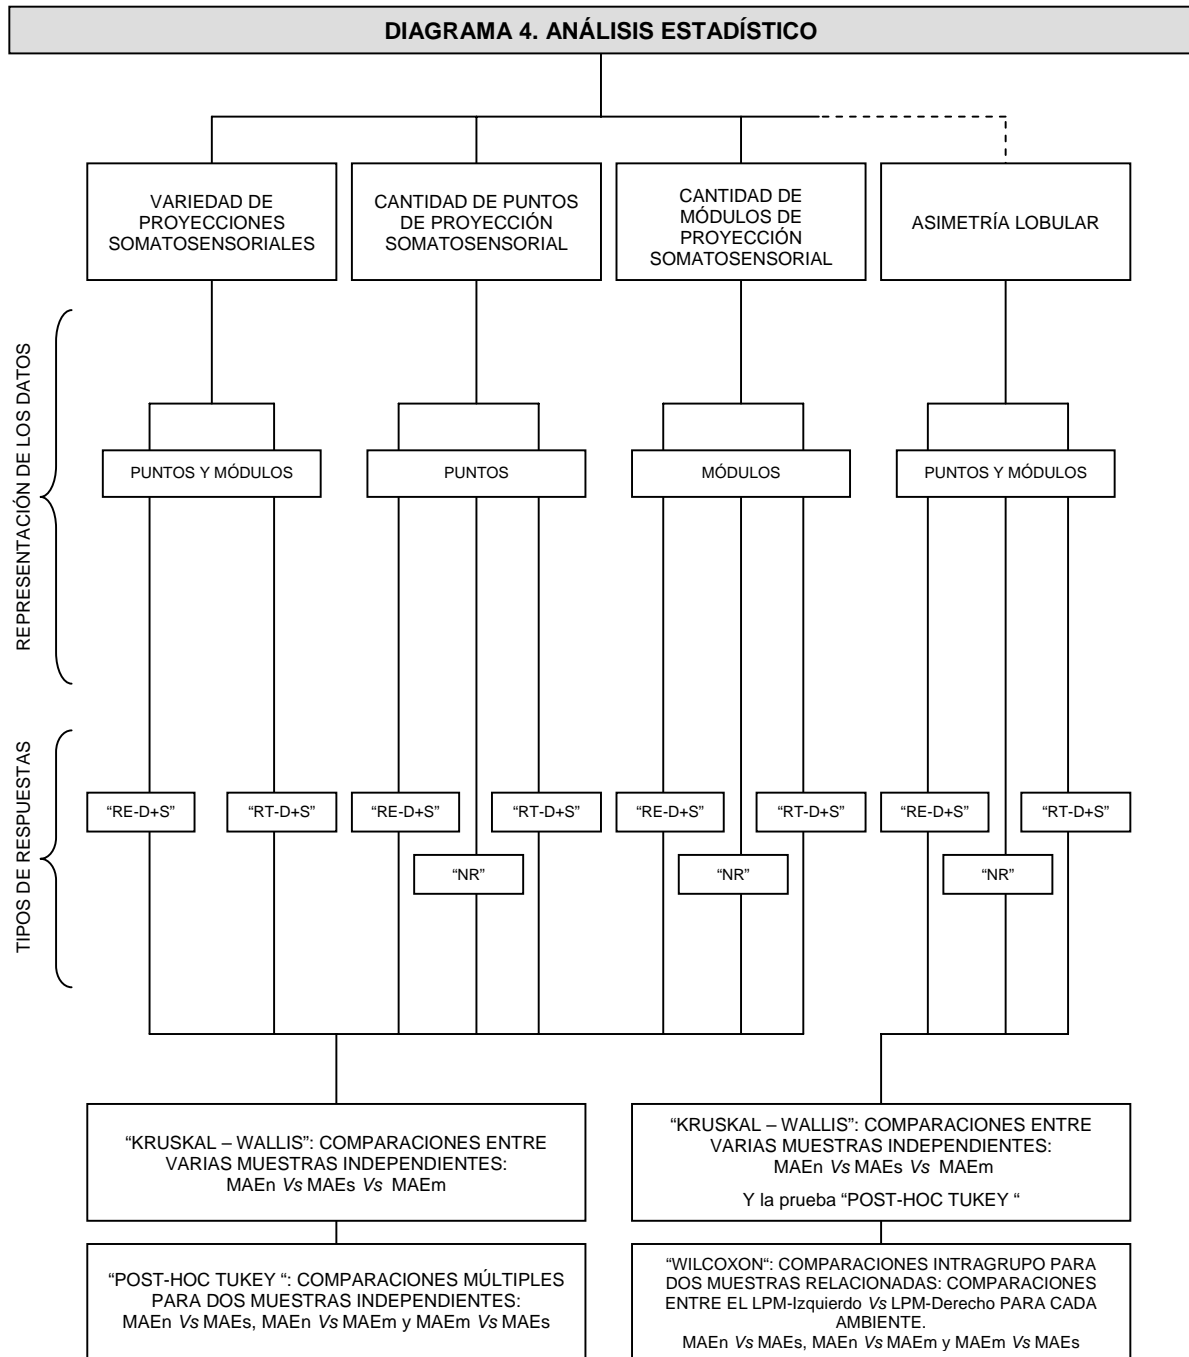 DIAGRAMA 4. ANÁLISIS ESTADÍSTICO
VARIEDAD DE
PROYECCIONES
SOMATOSENSORIALES
CANTIDAD DE PUNTOS
DE PROYECCIÓN
SOMATOSENSORIAL
CANTIDAD DE
MÓDULOS DE
PROYECCIÓN
SOMATOSENSORIAL
ASIMETRÍA LOBULAR
REPRESENTACIÓN DE LOS DATOS
PUNTOS Y MÓDULOS
PUNTOS
MÓDULOS
PUNTOS Y MÓDULOS
TIPOS DE RESPUESTAS
“RE-D+S”
“RT-D+S”
“RE-D+S”
“RT-D+S”
“RE-D+S”
“RT-D+S”
“RE-D+S”
“RT-D+S”
“NR”
“NR”
“NR”
“KRUSKAL – WALLIS”: COMPARACIONES ENTRE
VARIAS MUESTRAS INDEPENDIENTES:
MAEn Vs MAEs Vs MAEm
“KRUSKAL – WALLIS”: COMPARACIONES ENTRE
VARIAS MUESTRAS INDEPENDIENTES:
MAEn Vs MAEs Vs MAEm
Y la prueba “POST-HOC TUKEY “
“POST-HOC TUKEY “: COMPARACIONES MÚLTIPLES
PARA DOS MUESTRAS INDEPENDIENTES:
MAEn Vs MAEs, MAEn Vs MAEm y MAEm Vs MAEs
“WILCOXON“: COMPARACIONES INTRAGRUPO PARA
DOS MUESTRAS RELACIONADAS: COMPARACIONES
ENTRE EL LPM-Izquierdo Vs LPM-Derecho PARA CADA
AMBIENTE.
MAEn Vs MAEs, MAEn Vs MAEm y MAEm Vs MAEs